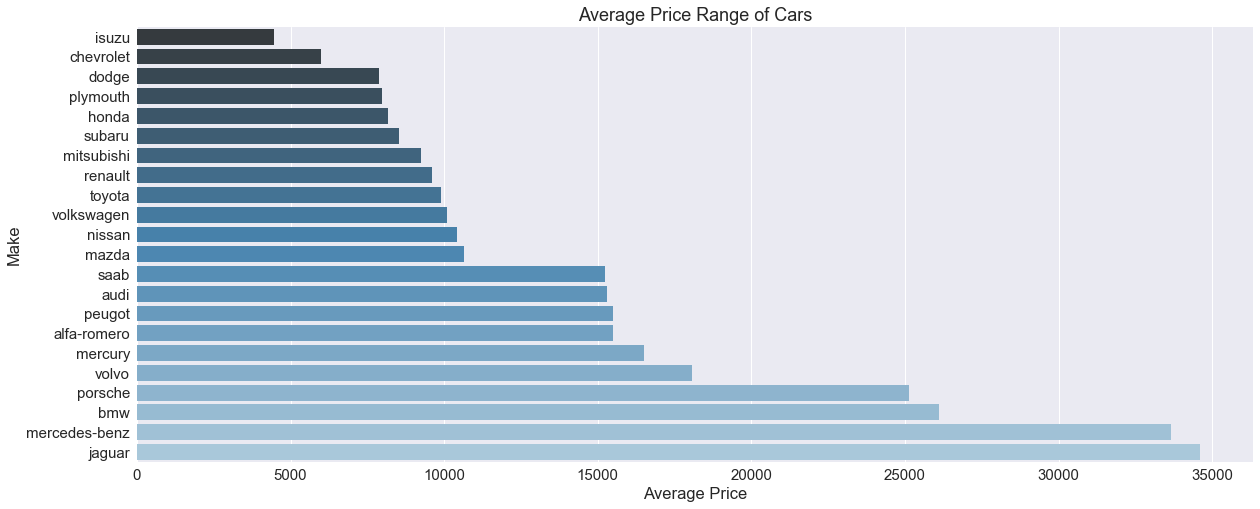 Average Price Range of Cars
Make
isuzu
chevrolet
dodge
plymouth
honda
subaru
mitsubishi
renault
toyota
volkswagen
nissan
mazda
saab
audi
peugot
alfa-romero
mercury
volvo
porsche
bmw
mercedes-benz
jaguar
0 5000 10000 15000 20000 25000 30000 35000
Average Price